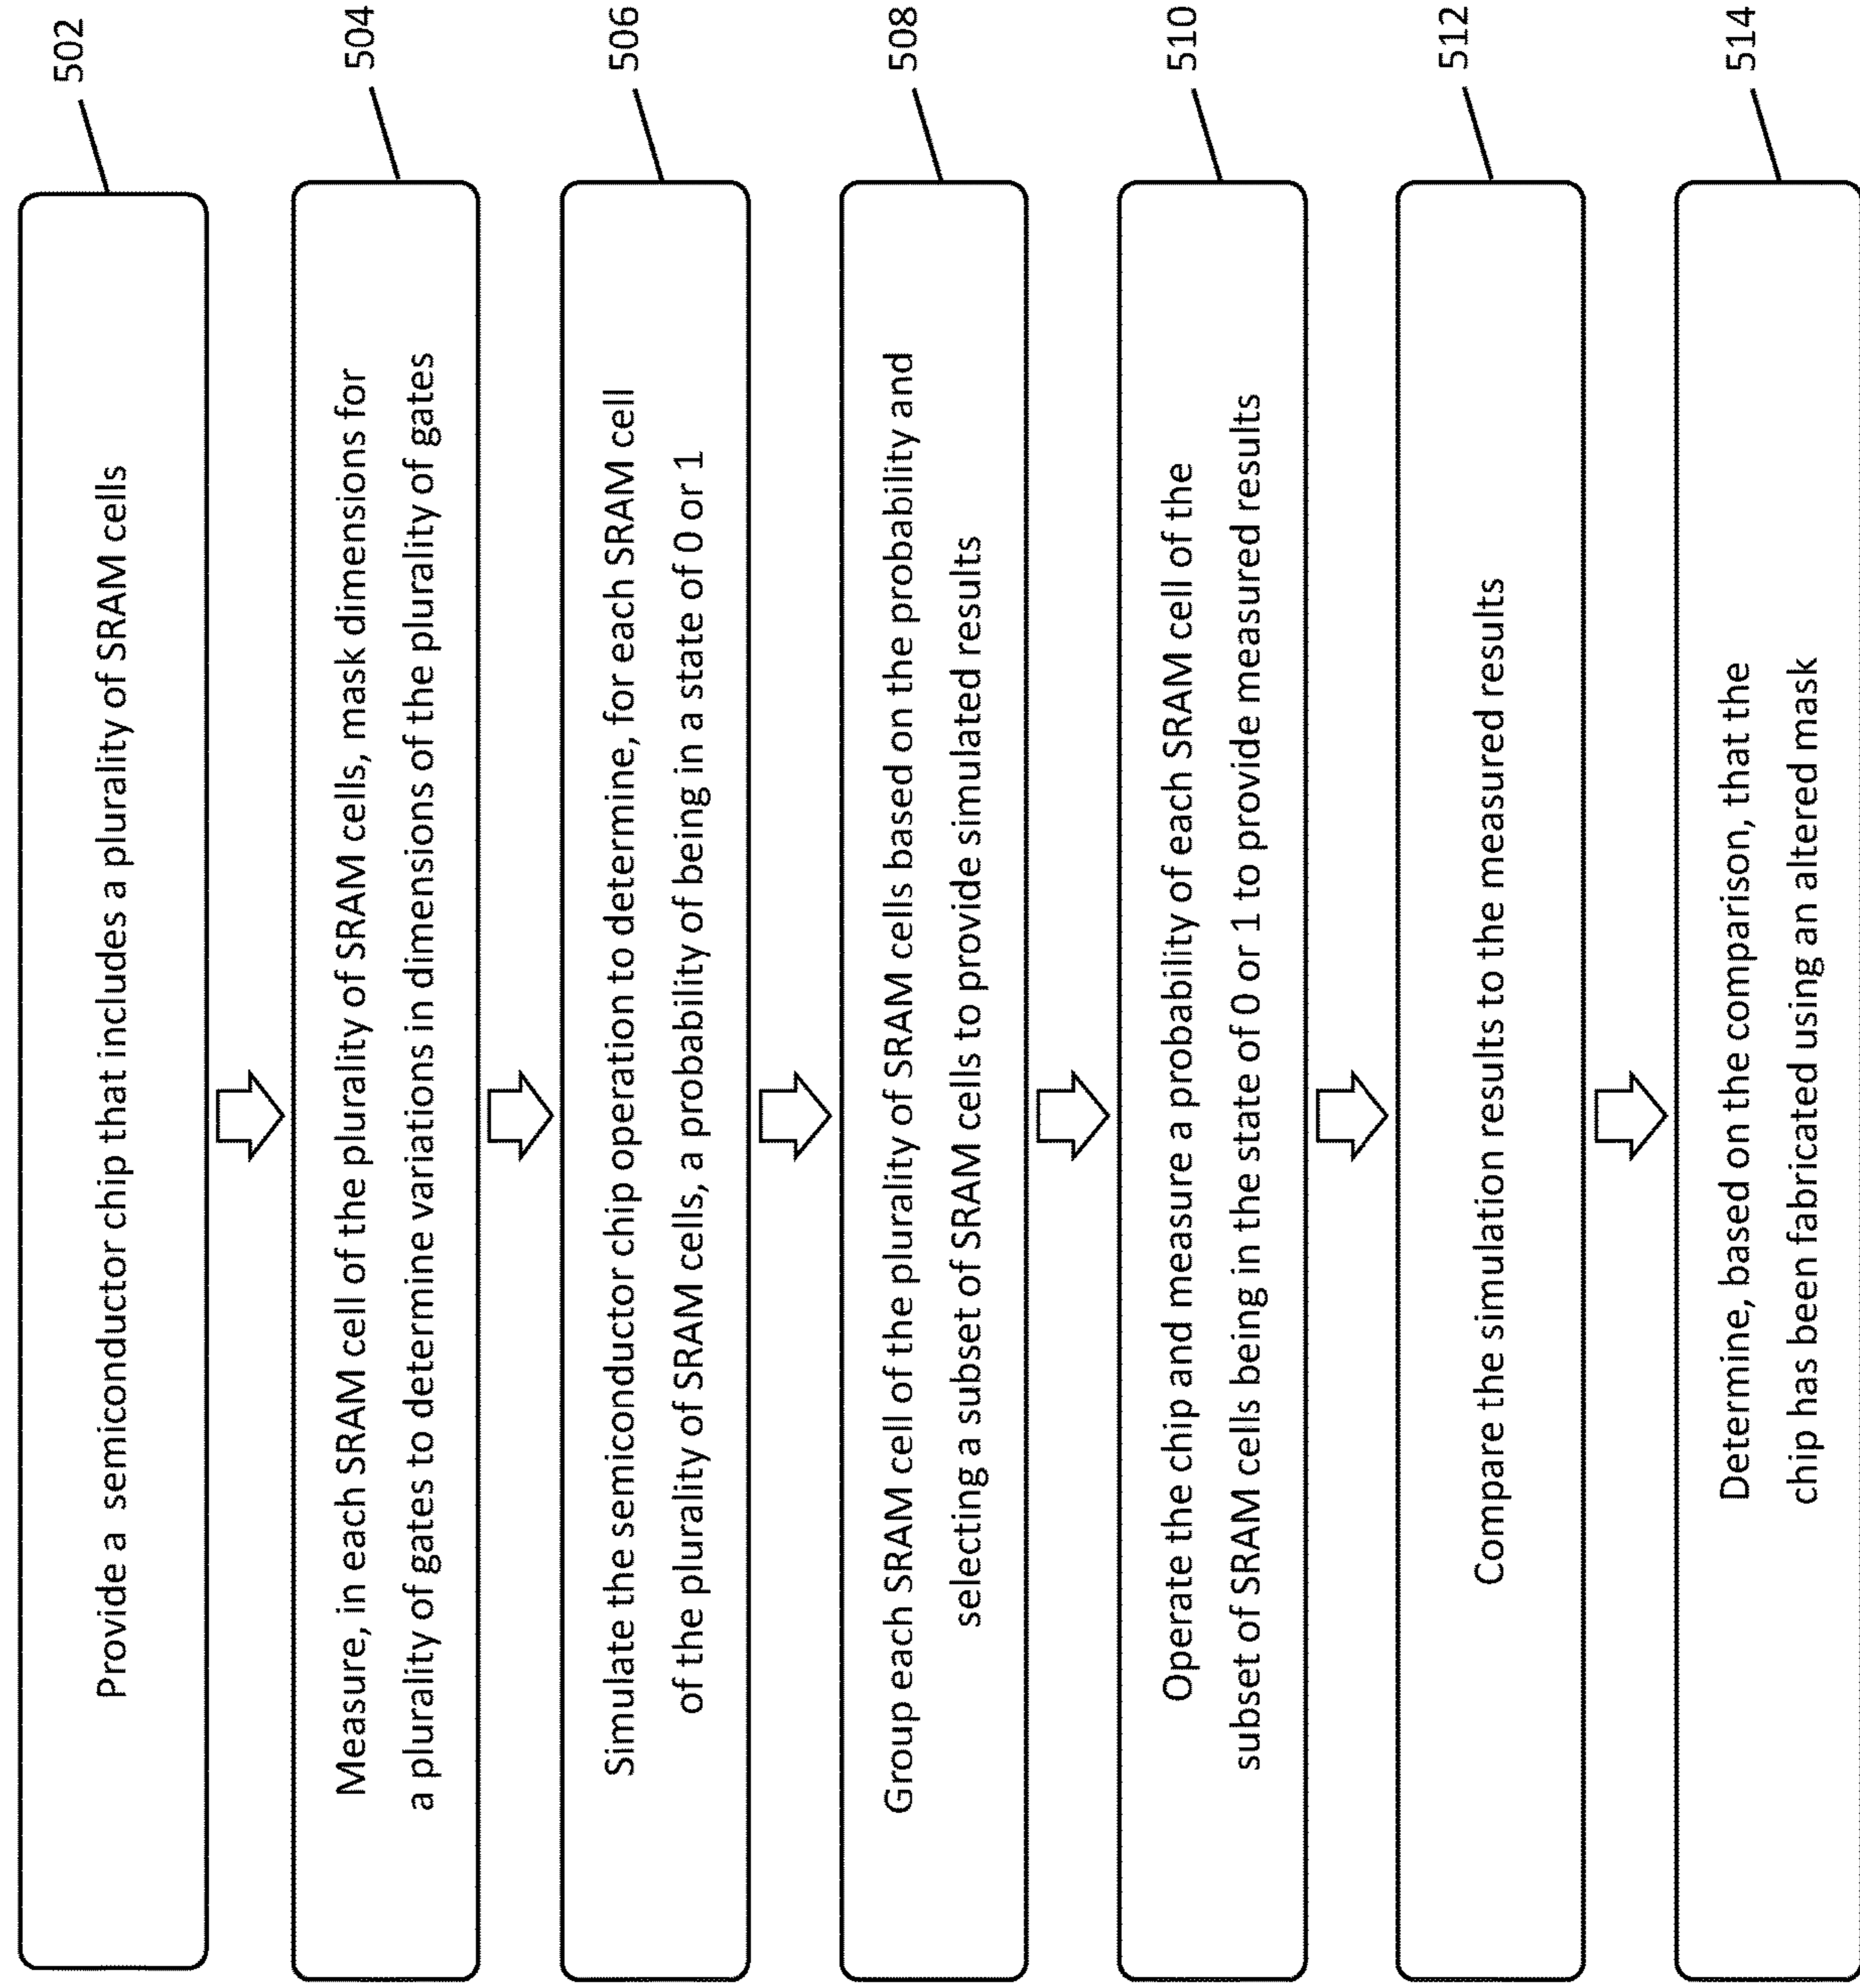 502
Provide a semiconductor chip that includes a plurality of SRAM cells
504
Measure, in each SRAM cell of the plurality of SRAM cells, mask dimensions for
a plurality of gates to determine variations in dimensions of the plurality of gates
506
Simulate the semiconductor chip operation to determine, for each SRAM cell
of the plurality of SRAM cells, a probability of being in a state of 0 or 1
508
Group each SRAM cell of the plurality of SRAM cells based on the probability and
selecting a subset of SRAM cells to provide simulated results
510
Operate the chip and measure a probability of each SRAM cell of the
subset of SRAM cells being in the state of 0 or 1 to provide measured results
512
Compare the simulation results to the measured results
514
Determine, based on the comparison, that the
chip has been fabricated using an altered mask